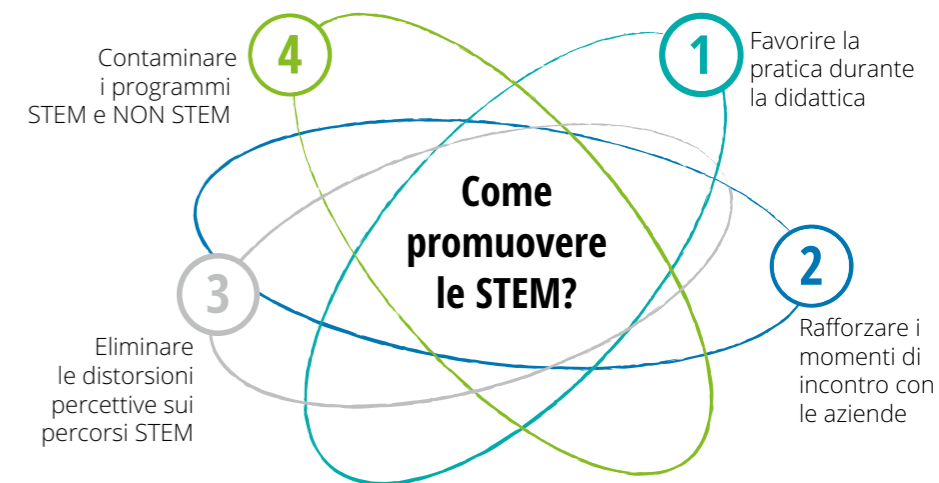 Come
promuovere
le STEM?
1
Favorire la
pratica durante
la didattica
2
Rafforzare i
momenti di
incontro con
le aziende
3
Eliminare
le distorsioni
percettive sui
percorsi STEM
4
Contaminare
i programmi
STEM e NON STEM